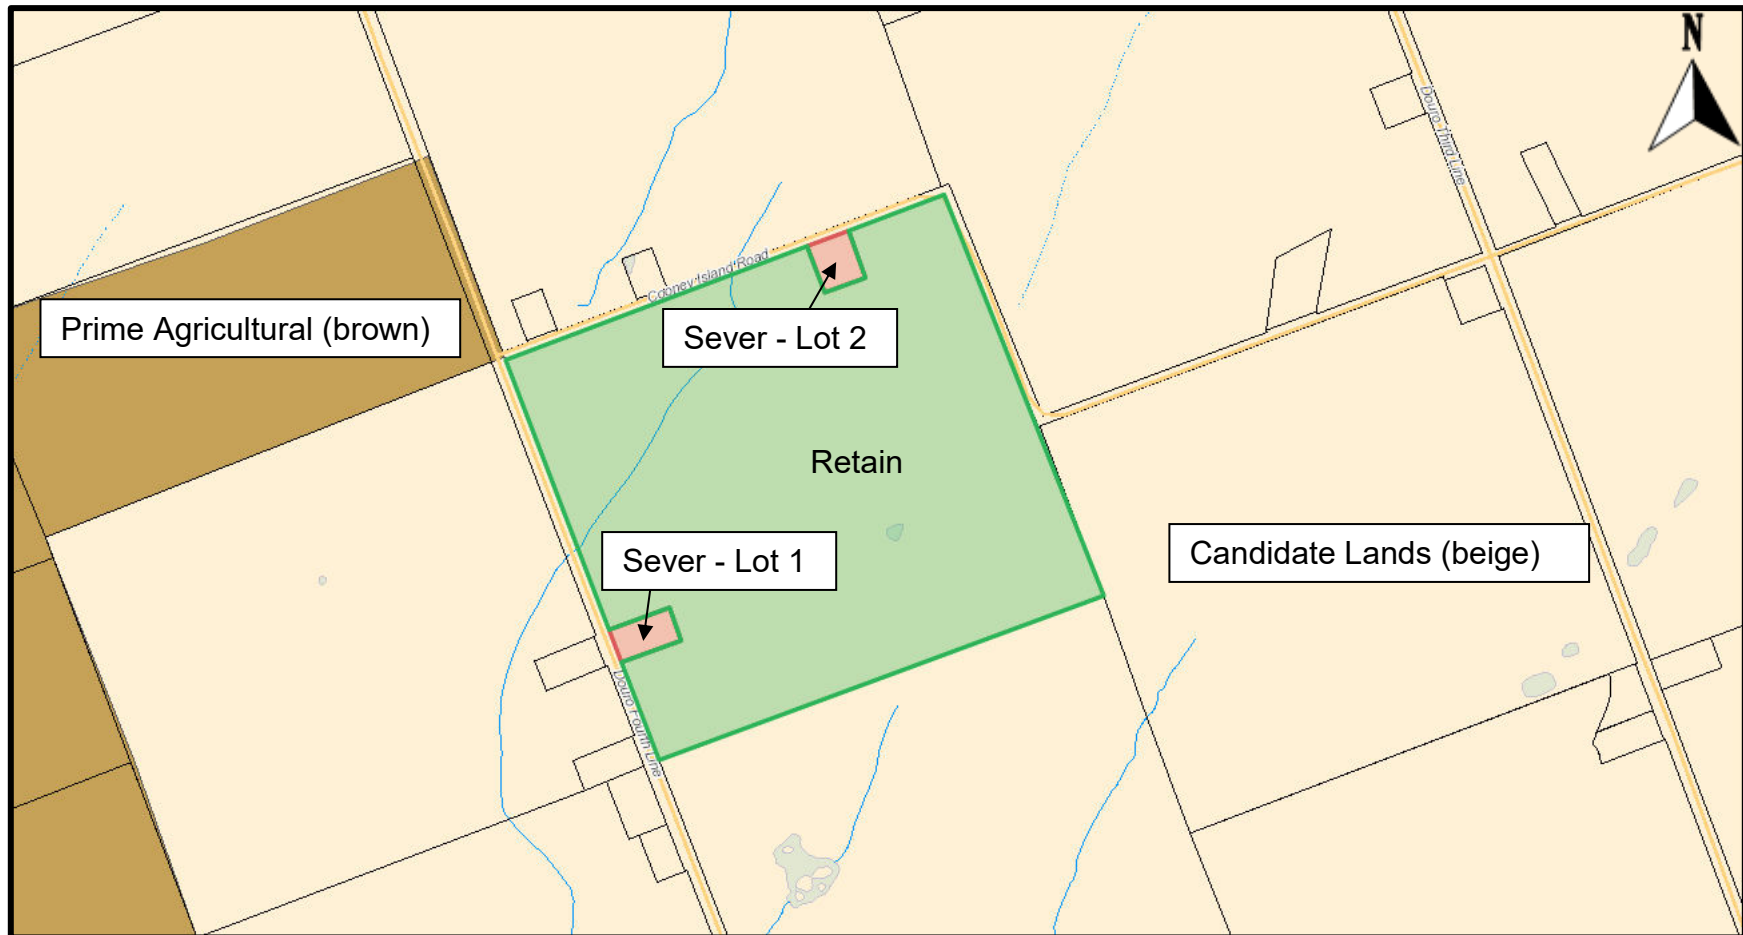 N
Douro Third Line
Cooney Island Road
Prime Agricultural (brown)
Sever - Lot 2
Retain
Candidate Lands (beige)
Sever - Lot 1
Douro Fourth Line